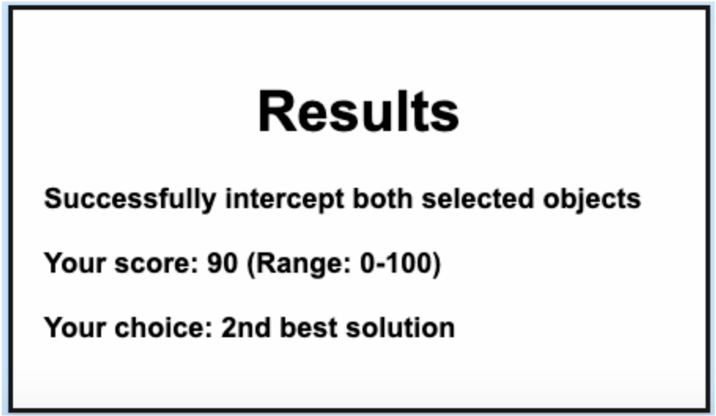 Results
Successfully intercept both selected objects
Your score: 90 (Range: 0-100)
Your choice: 2nd best solution